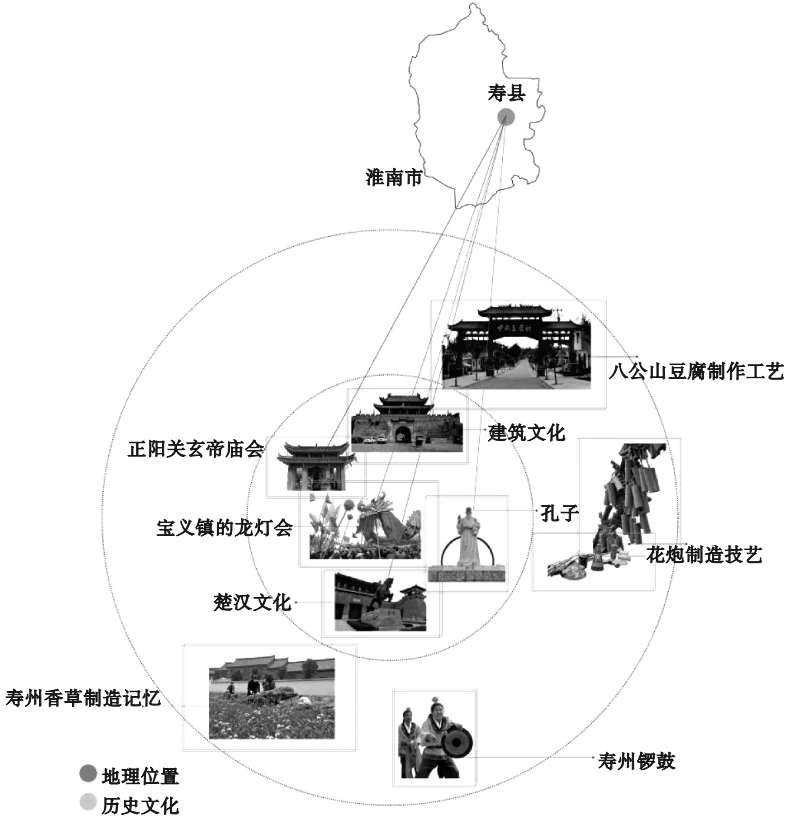 寿县
淮南市
八公山豆腐制作工艺
建筑文化
正阳关玄帝庙会
孔子
宝义镇的龙灯会
花炮制造技艺
楚汉文化
寿州香草制造记忆
寿州锣鼓
地理位置
历史文化